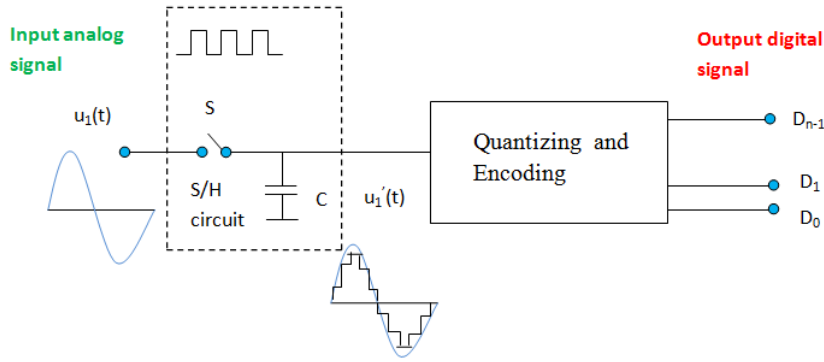 Input analog
signal
Output digital
signal
u1(t)
S
Dn-1
Quantizing and
Encoding
S/H
circuit
C
u1'(t)
D1
D0